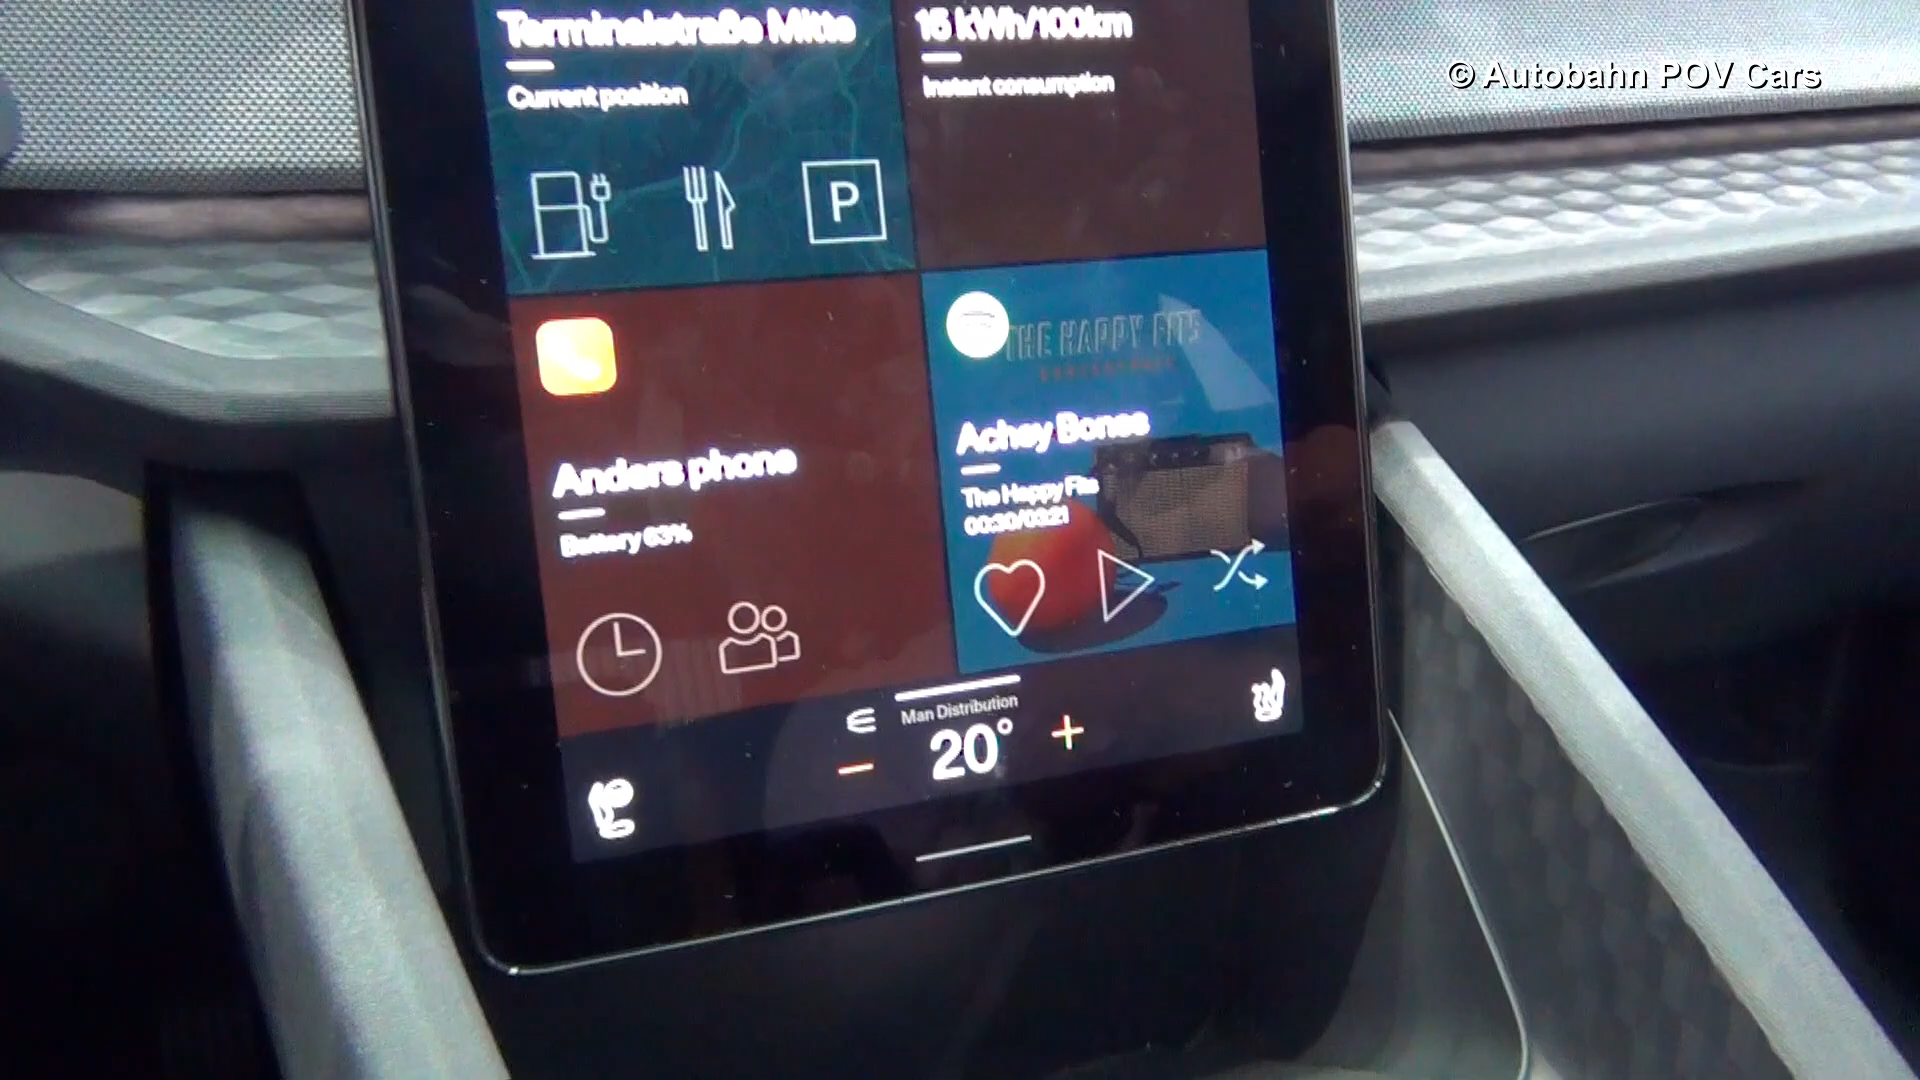 © Autobahn POV Cars
Terminalstraße Mitte
Current position
15 kWh/100km
Instant consumption
P
THE HAPPY FITS
Anders phone
Battery 63%
Achey Bones
The Happy Fits
00:30/03:21
Man Distribution
− 20° +